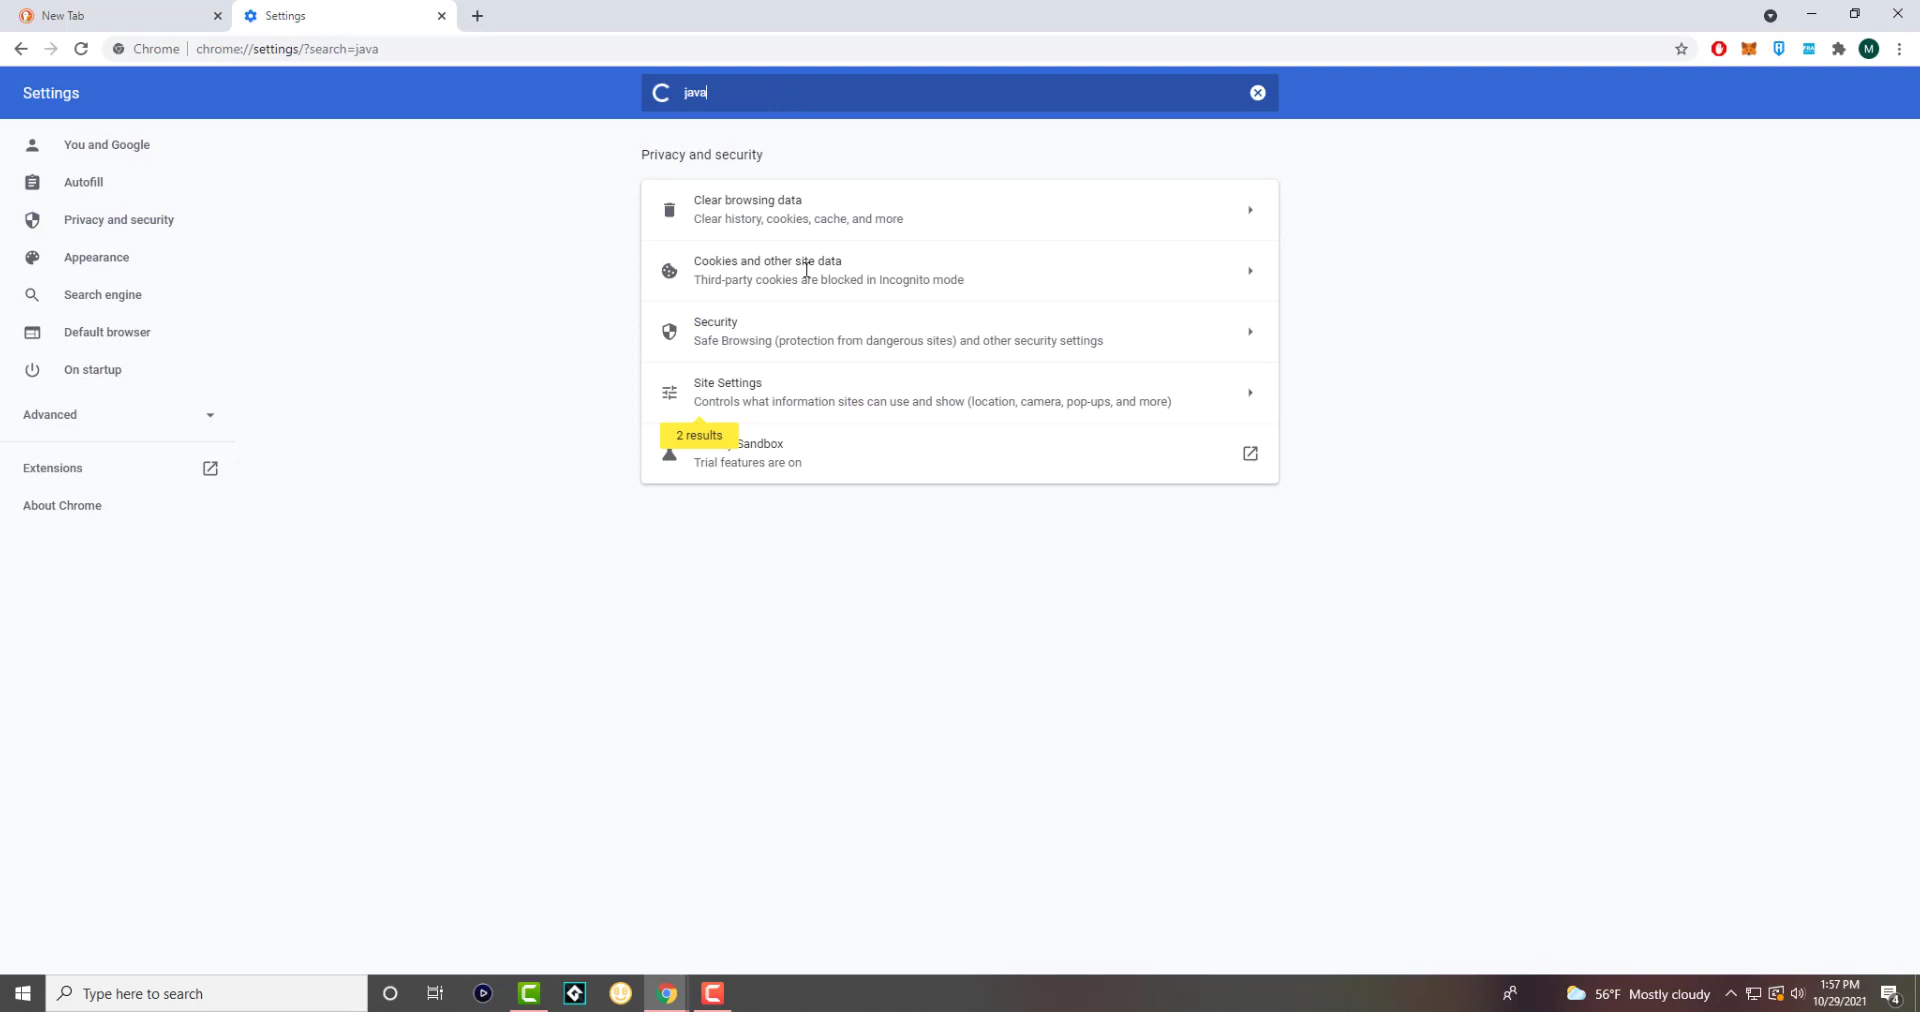 New Tab
Settings
Chrome
chrome://settings/?search=java
M
Settings
java
You and Google
Autofill
Privacy and security
Appearance
Search engine
Default browser
On startup
Advanced
Extensions
About Chrome
Privacy and security
Clear browsing data
Clear history, cookies, cache, and more
Cookies and other site data
Third-party cookies are blocked in Incognito mode
Security
Safe Browsing (protection from dangerous sites) and other security settings
Site Settings
Controls what information sites can use and show (location, camera, pop-ups, and more)
2 results
Sandbox
Trial features are on
Type here to search
56°F Mostly cloudy
1:57 PM
10/29/2021
4